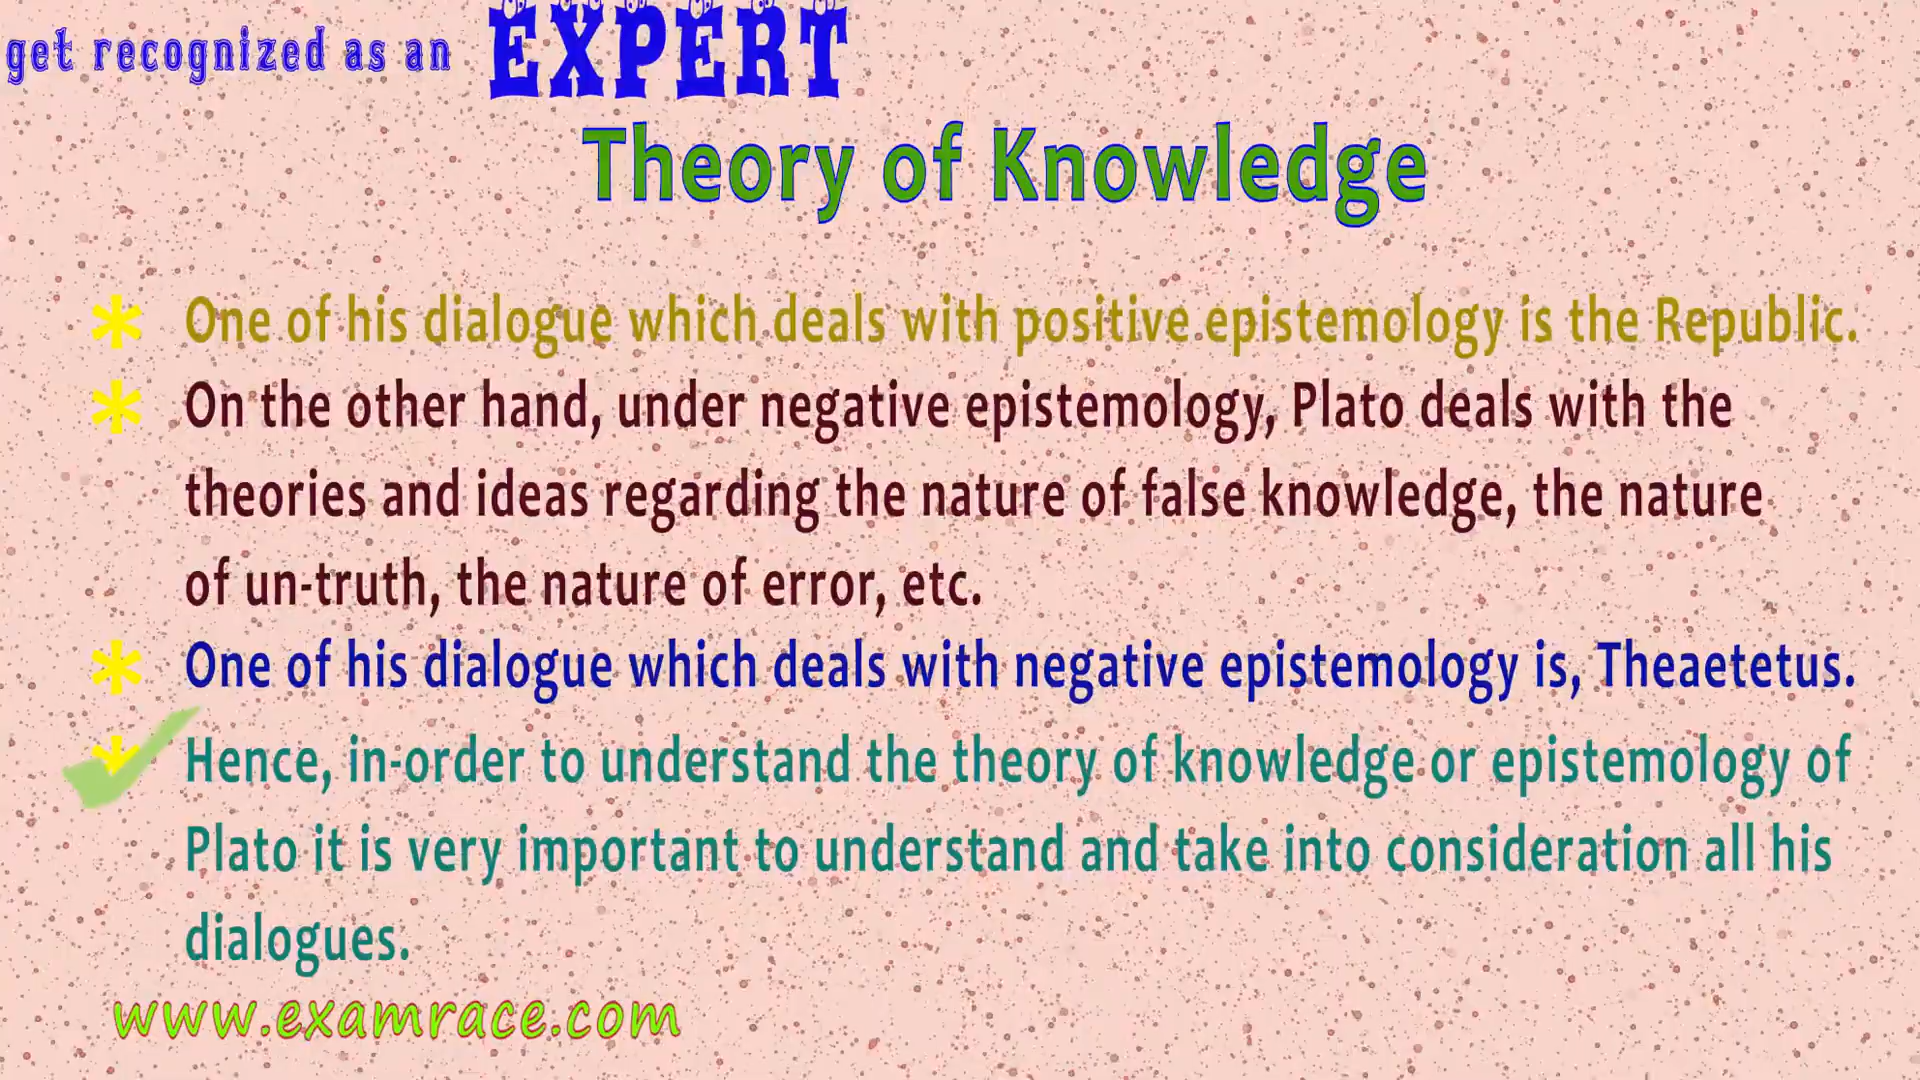 get recognized as an EXPERT
Theory of Knowledge
* One of his dialogue which deals with positive epistemology is the Republic.
* On the other hand, under negative epistemology, Plato deals with the
theories and ideas regarding the nature of false knowledge, the nature
of un-truth, the nature of error, etc.
* One of his dialogue which deals with negative epistemology is, Theaetetus.
* Hence, in-order to understand the theory of knowledge or epistemology of
Plato it is very important to understand and take into consideration all his
dialogues.
www.examrace.com